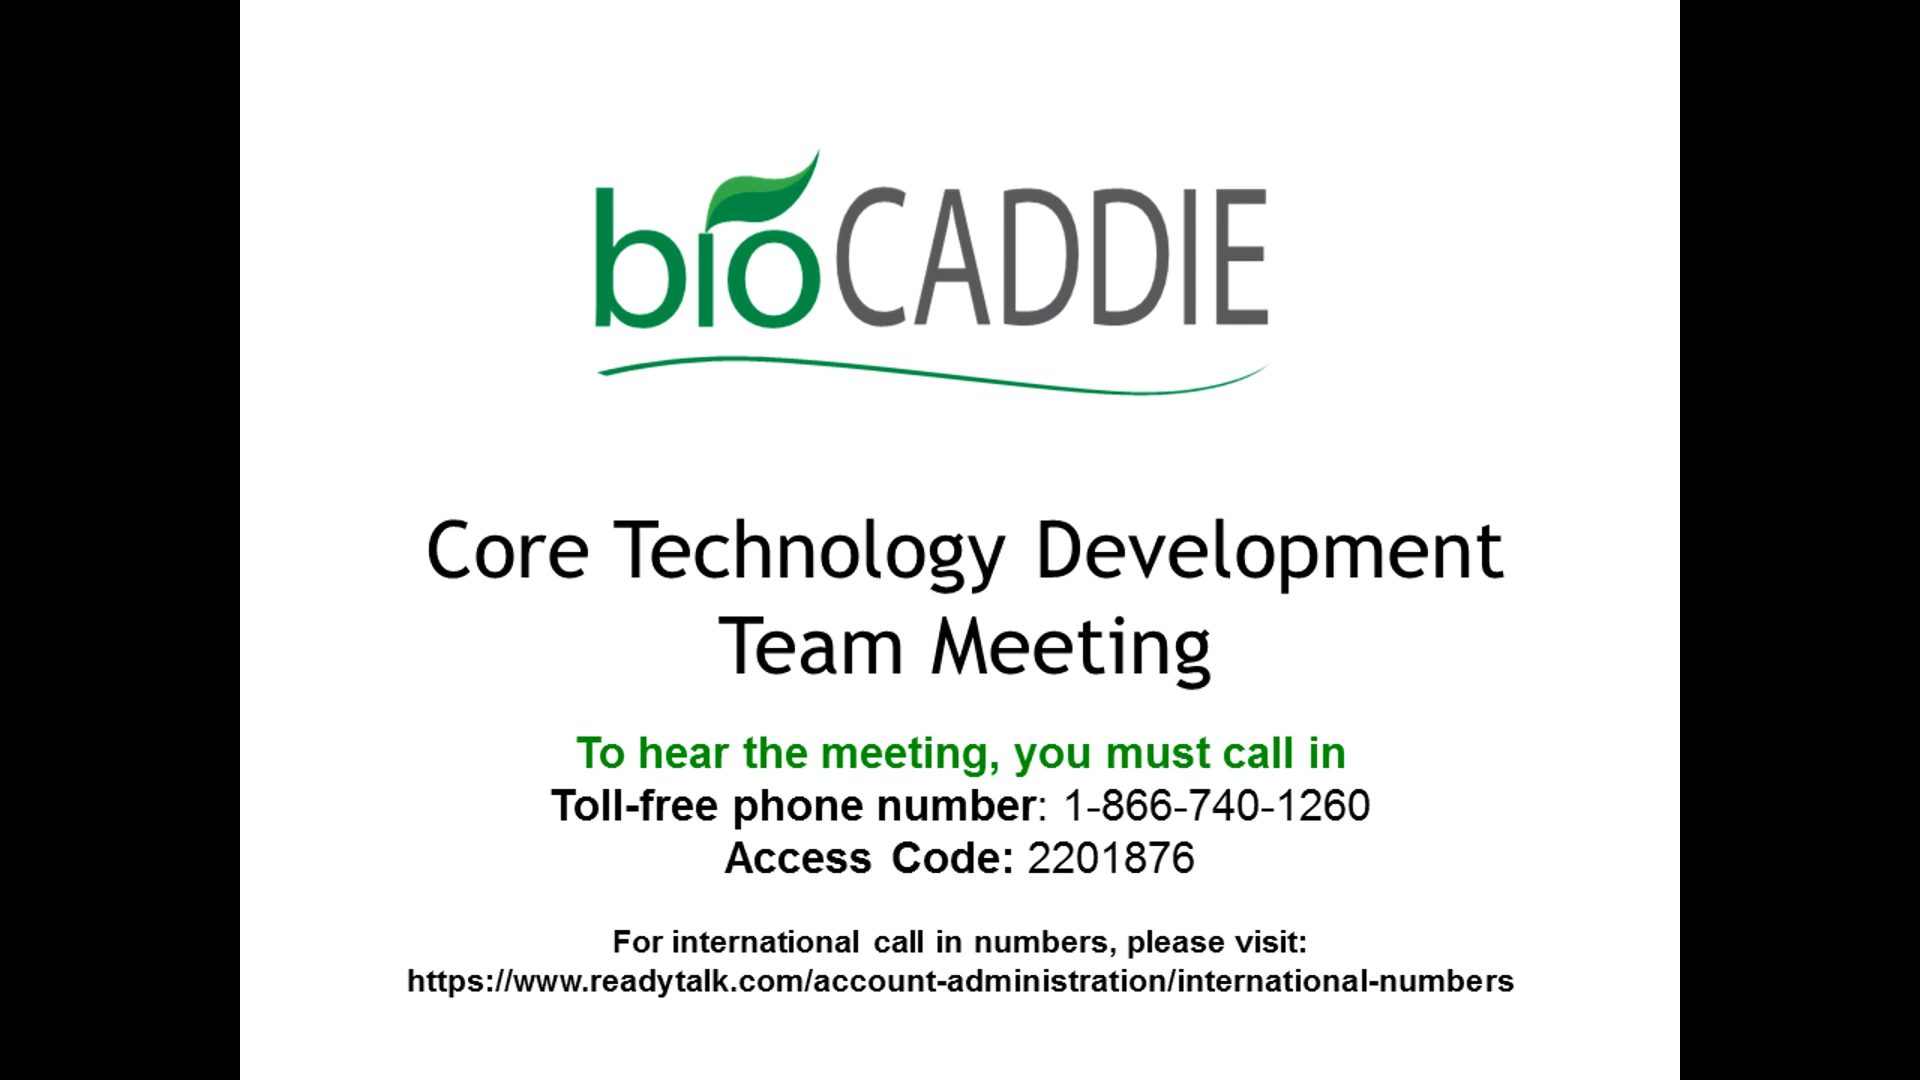 bioCADDIE
Core Technology Development
Team Meeting
To hear the meeting, you must call in
Toll-free phone number: 1-866-740-1260
Access Code: 2201876
For international call in numbers, please visit:
https://www.readytalk.com/account-administration/international-numbers